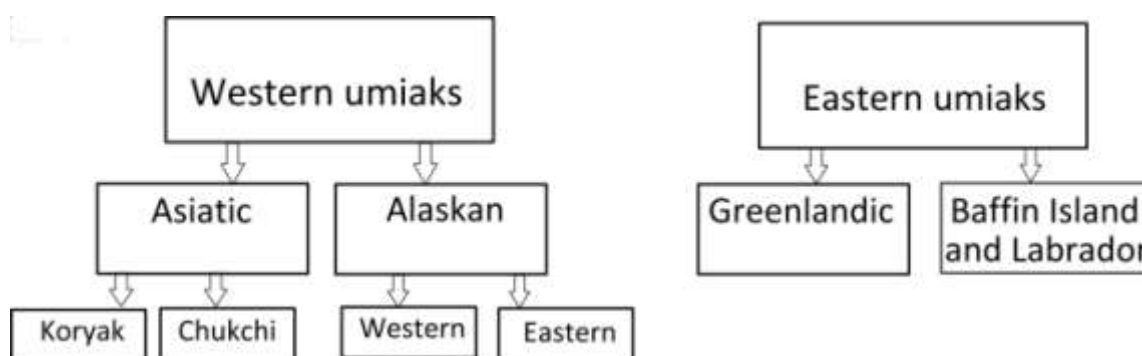 Western umiaks
Eastern umiaks
Asiatic
Alaskan
Greenlandic
Baffin Island
and Labrador
Koryak
Chukchi
Western
Eastern